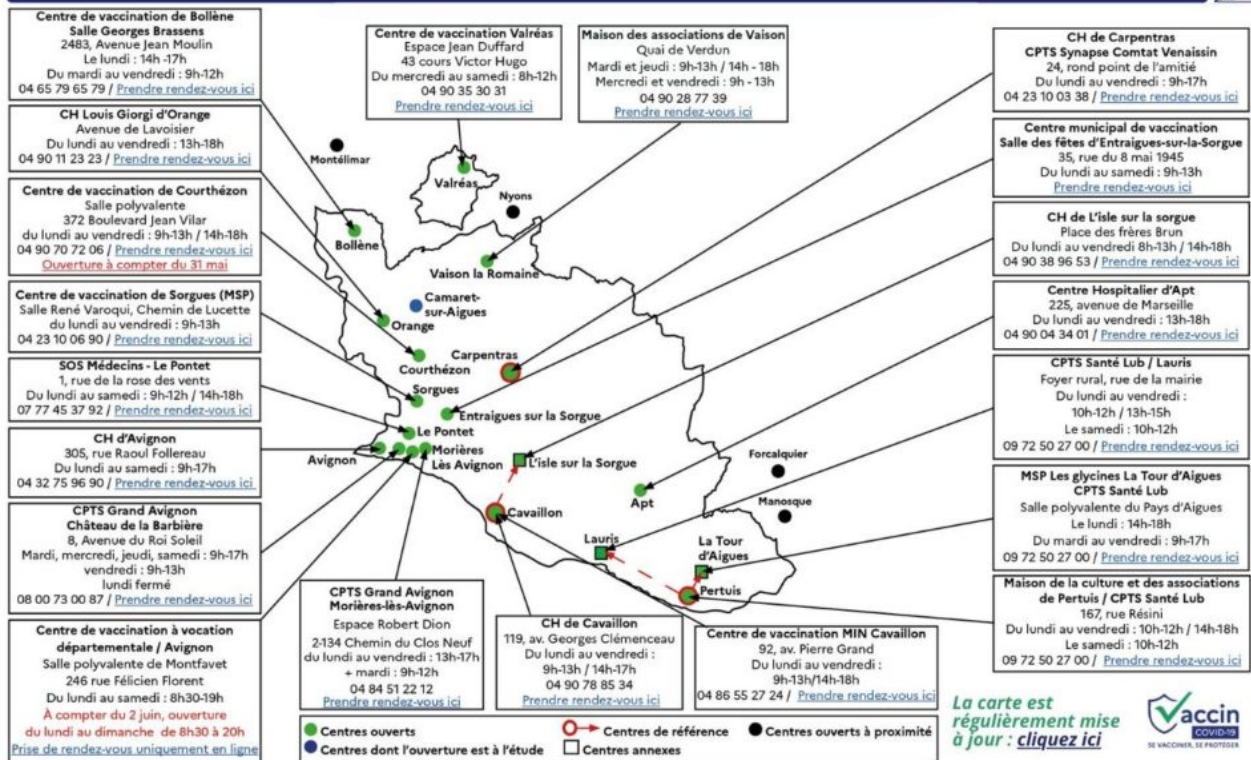 Centre de vaccination de Bollène
Salle Georges Brassens
2483, Avenue Jean Moulin
Le lundi : 14h -17h
Du mardi au vendredi : 9h-12h
04 65 79 65 79 / Prendre rendez-vous ici
CH Louis Giorgi d'Orange
Avenue de Lavoisier
Du lundi au vendredi : 13h-18h
04 90 11 23 23 / Prendre rendez-vous ici
Centre de vaccination de Courthézon
Salle polyvalente
372 Boulevard Jean Vilar
du lundi au vendredi : 9h-13h / 14h-18h
04 90 70 72 06 / Prendre rendez-vous ici
Ouverture à compter du 31 mai
Centre de vaccination de Sorgues (MSP)
Salle René Varoqui, Chemin de Lucette
du lundi au vendredi : 9h-13h
04 23 10 06 90 / Prendre rendez-vous ici
SOS Médecins - Le Pontet
1, rue de la rose des vents
Du lundi au samedi : 9h-12h / 14h-18h
07 77 45 37 92 / Prendre rendez-vous ici
CH d'Avignon
305, rue Raoul Follereau
Du lundi au samedi : 9h-17h
04 32 75 96 90 / Prendre rendez-vous ici
CPTS Grand Avignon
Château de la Barbière
8, Avenue du Roi Soleil
Mardi, mercredi, jeudi, samedi : 9h-17h
vendredi : 9h-13h
lundi fermé
08 00 73 00 87 / Prendre rendez-vous ici
Centre de vaccination à vocation
départementale / Avignon
Salle polyvalente de Montfavet
246 rue Félicien Florent
Du lundi au samedi : 8h30-19h
À compter du 2 juin, ouverture
du lundi au dimanche de 8h30 à 20h
Prise de rendez-vous uniquement en ligne
Centre de vaccination Valréas
Espace Jean Duffard
43 cours Victor Hugo
Du mercredi au samedi : 8h-12h
04 90 35 30 31
Prendre rendez-vous ici
Maison des associations de Vaison
Quai de Verdun
Mardi et jeudi : 9h-13h / 14h - 18h
Mercredi et vendredi : 9h - 13h
04 90 28 77 39
Prendre rendez-vous ici
Montélimar
Valréas
Nyons
Bollène
Vaison la Romaine
Camaret-
sur-Aigues
Orange
Carpentras
Courthézon
Sorgues
Entraigues sur la Sorgue
Le Pontet
Morières
Lès Avignon
Avignon
L'isle sur la Sorgue
Forcalquier
Apt
Manosque
Cavaillon
Lauris
La Tour
d'Aigues
Pertuis
CPTS Grand Avignon
Morières-lès-Avignon
Espace Robert Dion
2-134 Chemin du Clos Neuf
du lundi au vendredi : 13h-17h
+ mardi : 9h-12h
04 84 51 22 12
Prendre rendez-vous ici
CH de Cavaillon
119, av. Georges Clémenceau
Du lundi au vendredi :
9h-13h / 14h-17h
04 90 78 85 34
Prendre rendez-vous ici
Centre de vaccination MIN Cavaillon
92, av. Pierre Grand
Du lundi au vendredi :
9h-13h/14h-18h
04 86 55 27 24 / Prendre rendez-vous ici
CH de Carpentras
CPTS Synapse Comtat Venaissin
24, rond point de l'amitié
Du lundi au vendredi : 9h-17h
04 23 10 03 38 / Prendre rendez-vous ici
Centre municipal de vaccination
Salle des fêtes d'Entraigues-sur-la-Sorgue
35, rue du 8 mai 1945
Du lundi au samedi : 9h-13h
Prendre rendez-vous ici
CH de L'isle sur la sorgue
Place des frères Brun
Du lundi au vendredi 8h-13h / 14h-18h
04 90 38 96 53 / Prendre rendez-vous ici
Centre Hospitalier d'Apt
225, avenue de Marseille
Du lundi au vendredi : 13h-18h
04 90 04 34 01 / Prendre rendez-vous ici
CPTS Santé Lub / Lauris
Foyer rural, rue de la mairie
Du lundi au vendredi :
10h-12h / 13h-15h
Le samedi : 10h-12h
09 72 50 27 00 / Prendre rendez-vous ici
MSP Les glycines La Tour d'Aigues
CPTS Santé Lub
Salle polyvalente du Pays d'Aigues
Le lundi : 14h-18h
Du mardi au vendredi : 9h-17h
09 72 50 27 00 / Prendre rendez-vous ici
Maison de la culture et des associations
de Pertuis / CPTS Santé Lub
167, rue Résini
Du lundi au vendredi : 10h-12h / 14h-18h
Le samedi : 10h-12h
09 72 50 27 00 / Prendre rendez-vous ici
Centres ouverts
Centres de référence
Centres ouverts à proximité
Centres dont l'ouverture est à l'étude
Centres annexes
La carte est
régulièrement mise
à jour : cliquez ici
Vaccin
COVID-19
SE VACCINER, SE PROTÉGER